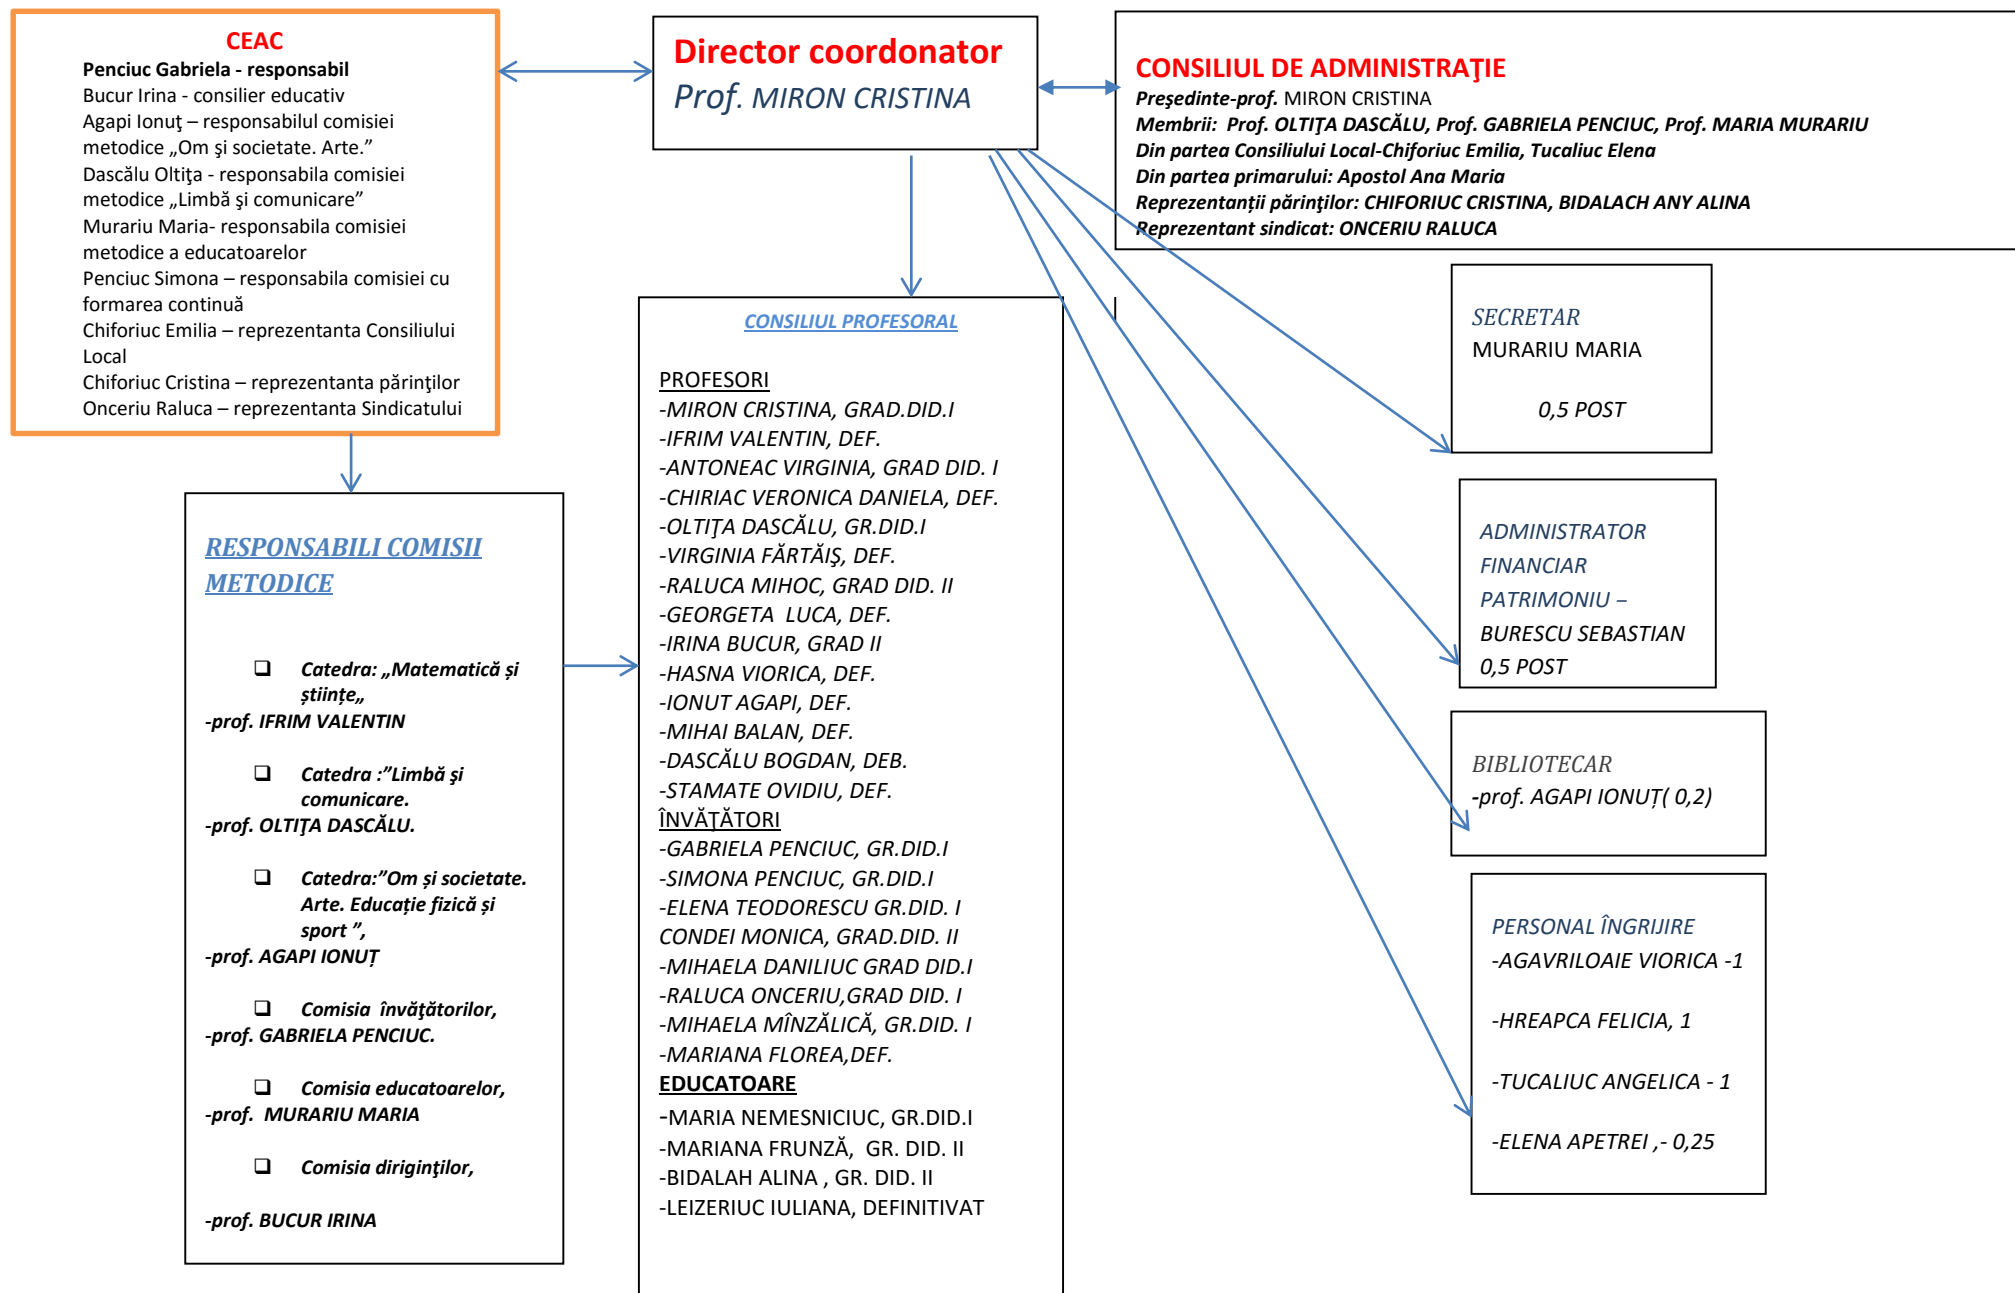 CEAC
Penciuc Gabriela - responsabil
Bucur Irina - consilier educativ
Agapi Ionuţ – responsabilul comisiei
metodice „Om şi societate. Arte.”
Dascălu Oltiţa - responsabila comisiei
metodice „Limbă şi comunicare”
Murariu Maria- responsabila comisiei
metodice a educatoarelor
Penciuc Simona – responsabila comisiei cu
formarea continuă
Chiforiuc Emilia – reprezentanta Consiliului
Local
Chiforiuc Cristina – reprezentanta părinţilor
Onceriu Raluca – reprezentanta Sindicatului
Director coordonator
Prof. MIRON CRISTINA
CONSILIUL DE ADMINISTRAŢIE
Preşedinte-prof. MIRON CRISTINA
Membrii: Prof. OLTIŢA DASCĂLU, Prof. GABRIELA PENCIUC, Prof. MARIA MURARIU
Din partea Consiliului Local-Chiforiuc Emilia, Tucaliuc Elena
Din partea primarului: Apostol Ana Maria
Reprezentanții părinţilor: CHIFORIUC CRISTINA, BIDALACH ANY ALINA
Reprezentant sindicat: ONCERIU RALUCA
RESPONSABILI COMISII
METODICE
❑ Catedra: „Matematică și
științe„
-prof. IFRIM VALENTIN
❑ Catedra :”Limbă şi
comunicare.
-prof. OLTIŢA DASCĂLU.
❑ Catedra:”Om și societate.
Arte. Educație fizică și
sport ”,
-prof. AGAPI IONUȚ
❑ Comisia învăţătorilor,
-prof. GABRIELA PENCIUC.
❑ Comisia educatoarelor,
-prof. MURARIU MARIA
❑ Comisia diriginţilor,
-prof. BUCUR IRINA
CONSILIUL PROFESORAL
PROFESORI
-MIRON CRISTINA, GRAD.DID.I
-IFRIM VALENTIN, DEF.
-ANTONEAC VIRGINIA, GRAD DID. I
-CHIRIAC VERONICA DANIELA, DEF.
-OLTIŢA DASCĂLU, GR.DID.I
-VIRGINIA FĂRTĂIŞ, DEF.
-RALUCA MIHOC, GRAD DID. II
-GEORGETA LUCA, DEF.
-IRINA BUCUR, GRAD II
-HASNA VIORICA, DEF.
-IONUT AGAPI, DEF.
-MIHAI BALAN, DEF.
-DASCĂLU BOGDAN, DEB.
-STAMATE OVIDIU, DEF.
ÎNVĂŢĂTORI
-GABRIELA PENCIUC, GR.DID.I
-SIMONA PENCIUC, GR.DID.I
-ELENA TEODORESCU GR.DID. I
CONDEI MONICA, GRAD.DID. II
-MIHAELA DANILIUC GRAD DID.I
-RALUCA ONCERIU,GRAD DID. I
-MIHAELA MÎNZĂLICĂ, GR.DID. I
-MARIANA FLOREA,DEF.
EDUCATOARE
-MARIA NEMESNICIUC, GR.DID.I
-MARIANA FRUNZĂ, GR. DID. II
-BIDALAH ALINA , GR. DID. II
-LEIZERIUC IULIANA, DEFINITIVAT
SECRETAR
MURARIU MARIA
0,5 POST
ADMINISTRATOR
FINANCIAR
PATRIMONIU –
BURESCU SEBASTIAN
0,5 POST
BIBLIOTECAR
-prof. AGAPI IONUȚ( 0,2)
PERSONAL ÎNGRIJIRE
-AGAVRILOAIE VIORICA -1
-HREAPCA FELICIA, 1
-TUCALIUC ANGELICA - 1
-ELENA APETREI ,- 0,25